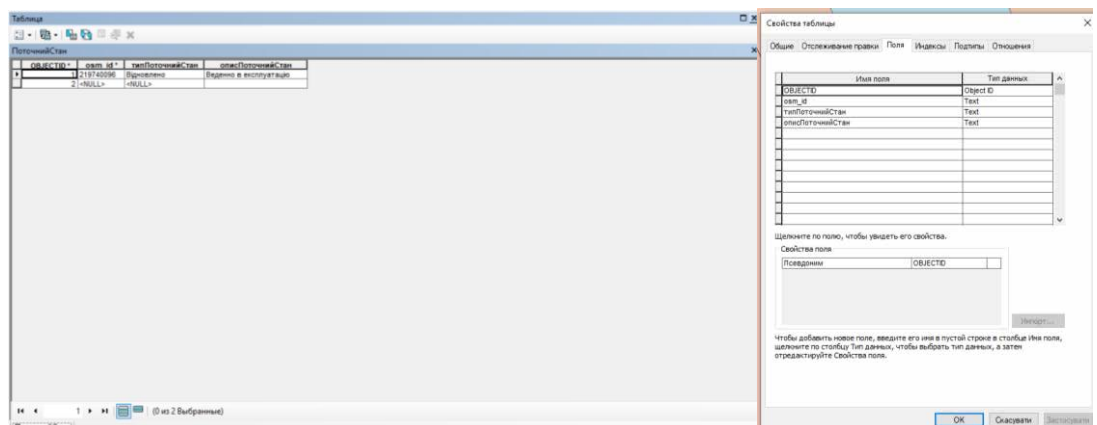 Таблица
ПоточнийСтан
OBJECTID * osm_id * типПоточнийСтан описПоточнийСтан
1 219740096 Відновлено Веденно в експлуатацію
2 <NULL> <NULL>
1 (0 из 2 Выбранные)
Свойства таблицы
Общие Отслеживание правки Поля Индексы Подтипы Отношения
Имя поля Тип данных
OBJECTID Object ID
osm_id Text
типПоточнийСтан Text
описПоточнийСтан Text
Щелкните по полю, чтобы увидеть его свойства.
Свойства поля
Псевдоним OBJECTID
Импорт...
Чтобы добавить новое поле, введите его имя в пустой строке в столбце Имя поля,
щелкните по столбцу Тип данных, чтобы выбрать тип данных, а затем
отредактируйте Свойства поля.
OK Скасувати Застосувати